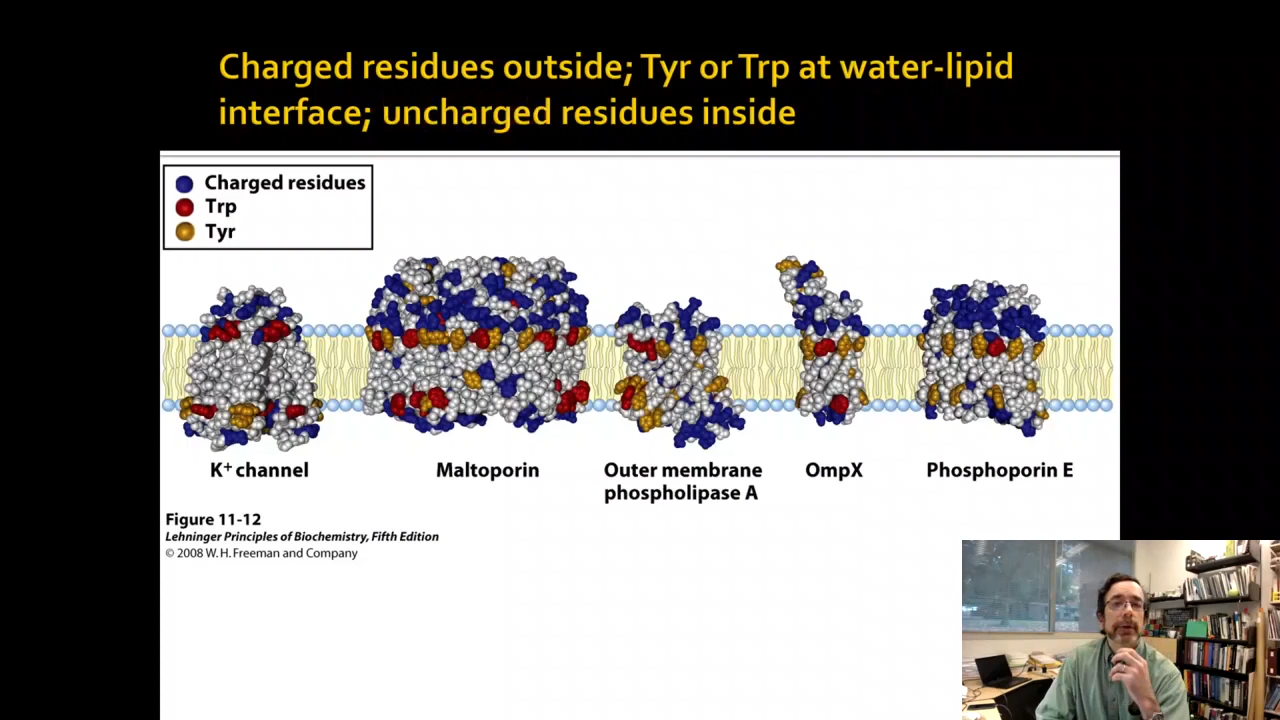 Charged residues outside; Tyr or Trp at water-lipid
interface; uncharged residues inside
Charged residues
Trp
Tyr
K+ channel
Maltoporin
Outer membrane
phospholipase A
OmpX
Phosphoporin E
Figure 11-12
Lehninger Principles of Biochemistry, Fifth Edition
© 2008 W. H. Freeman and Company